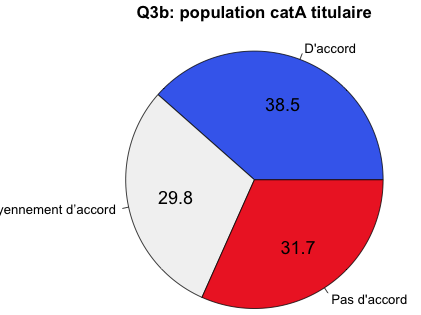 Q3b: population catA titulaire
D'accord
38.5
29.8
yennement d'accord
31.7
Pas d'accord